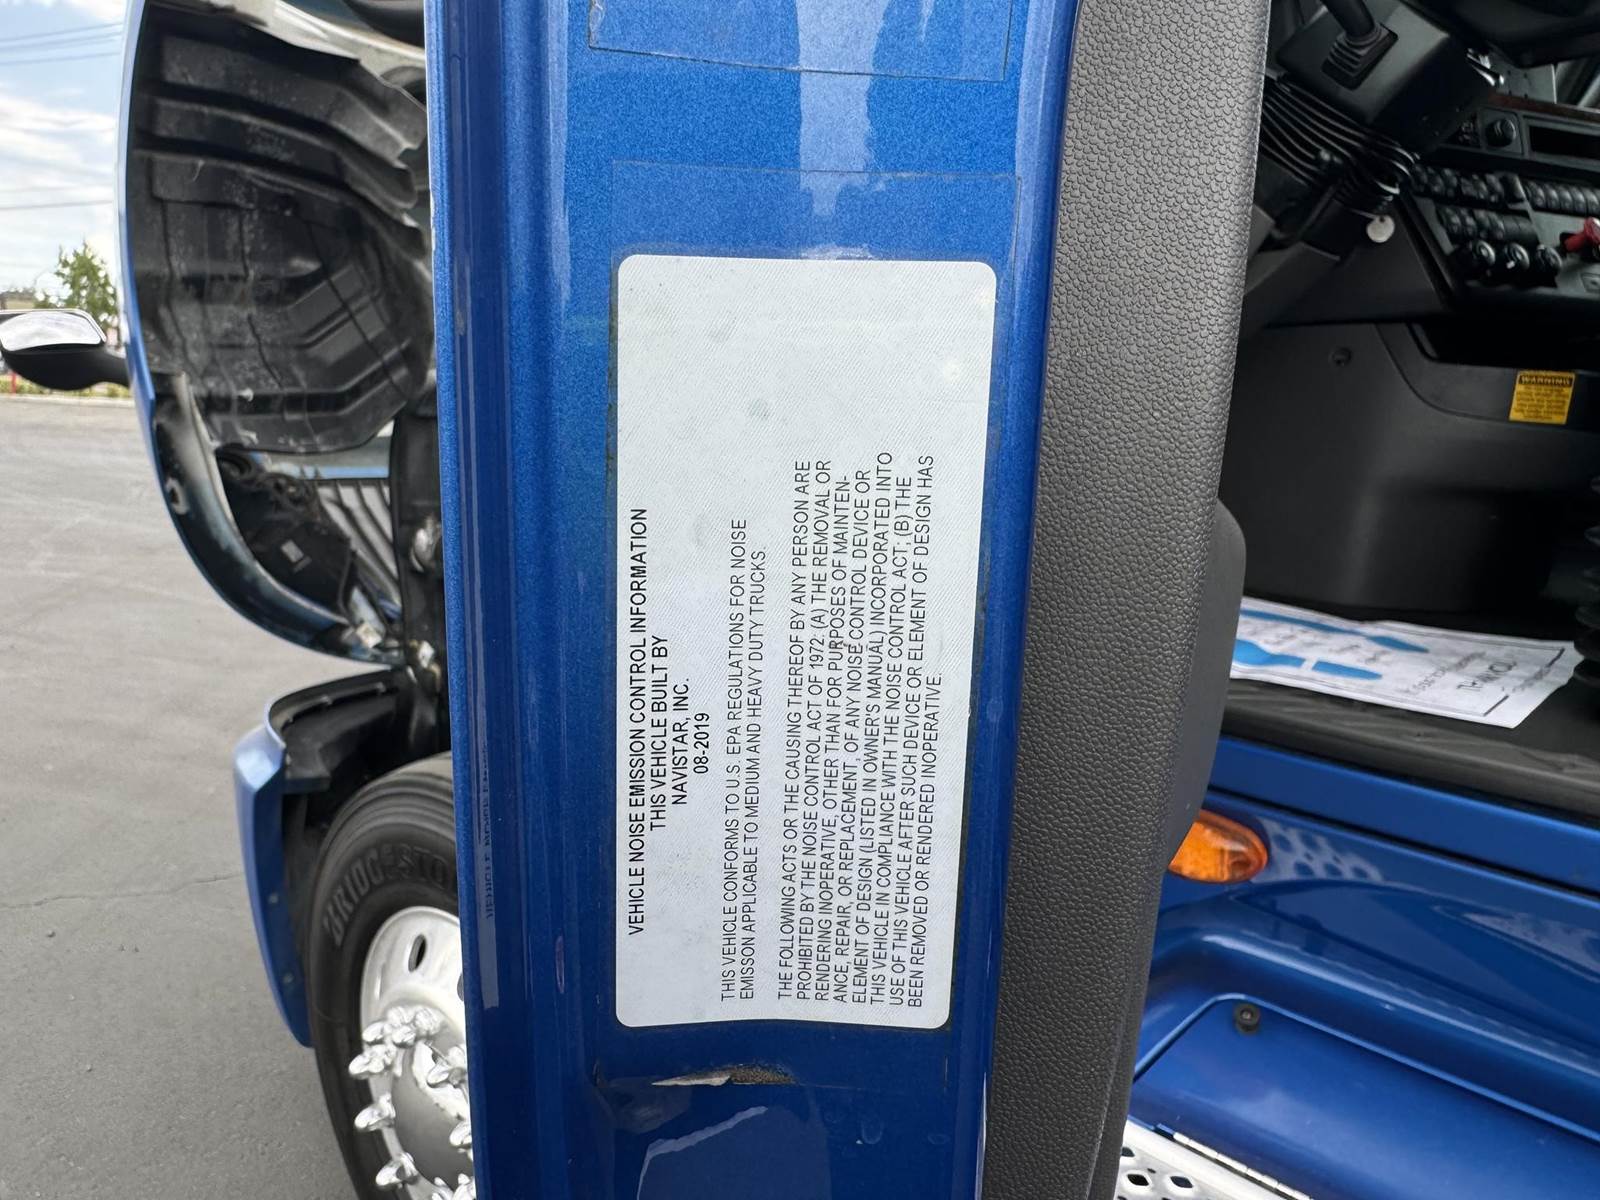 VEHICLE NOISE EMISSION CONTROL INFORMATION
THIS VEHICLE BUILT BY
NAVISTAR, INC.
08-2019
THIS VEHICLE CONFORMS TO U.S. EPA REGULATIONS FOR NOISE
EMISSON APPLICABLE TO MEDIUM AND HEAVY DUTY TRUCKS.
THE FOLLOWING ACTS OR THE CAUSING THEREOF BY ANY PERSON ARE
PROHIBITED BY THE NOISE CONTROL ACT OF 1972: (A) THE REMOVAL OR
RENDERING INOPERATIVE, OTHER THAN FOR PURPOSES OF MAINTEN-
ANCE, REPAIR, OR REPLACEMENT, OF ANY NOISE CONTROL DEVICE OR
ELEMENT OF DESIGN (LISTED IN OWNER'S MANUAL) INCORPORATED INTO
THIS VEHICLE IN COMPLIANCE WITH THE NOISE CONTROL ACT; (B) THE
USE OF THIS VEHICLE AFTER SUCH DEVICE OR ELEMENT OF DESIGN HAS
BEEN REMOVED OR RENDERED INOPERATIVE.
WARNING
THANK YOU
BRIDGESTO